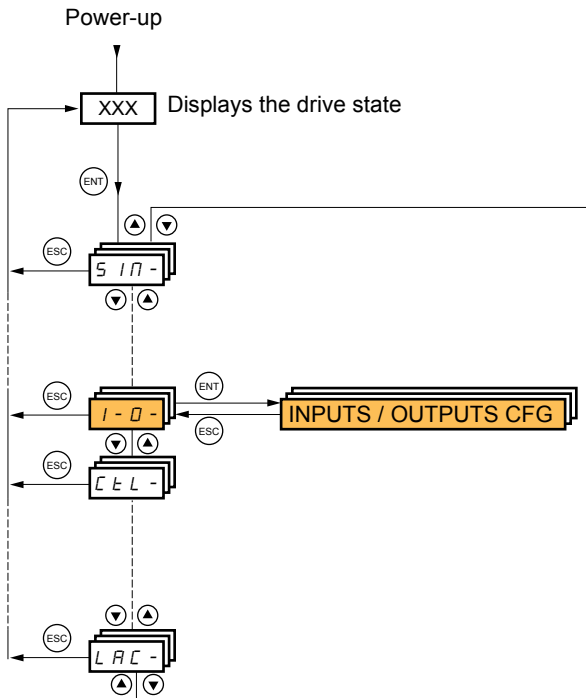 Power-up
XXX Displays the drive state
ENT
ESC
SIM-
ESC
I-O-
ENT
ESC
INPUTS / OUTPUTS CFG
ESC
CtL-
ESC
LAC-